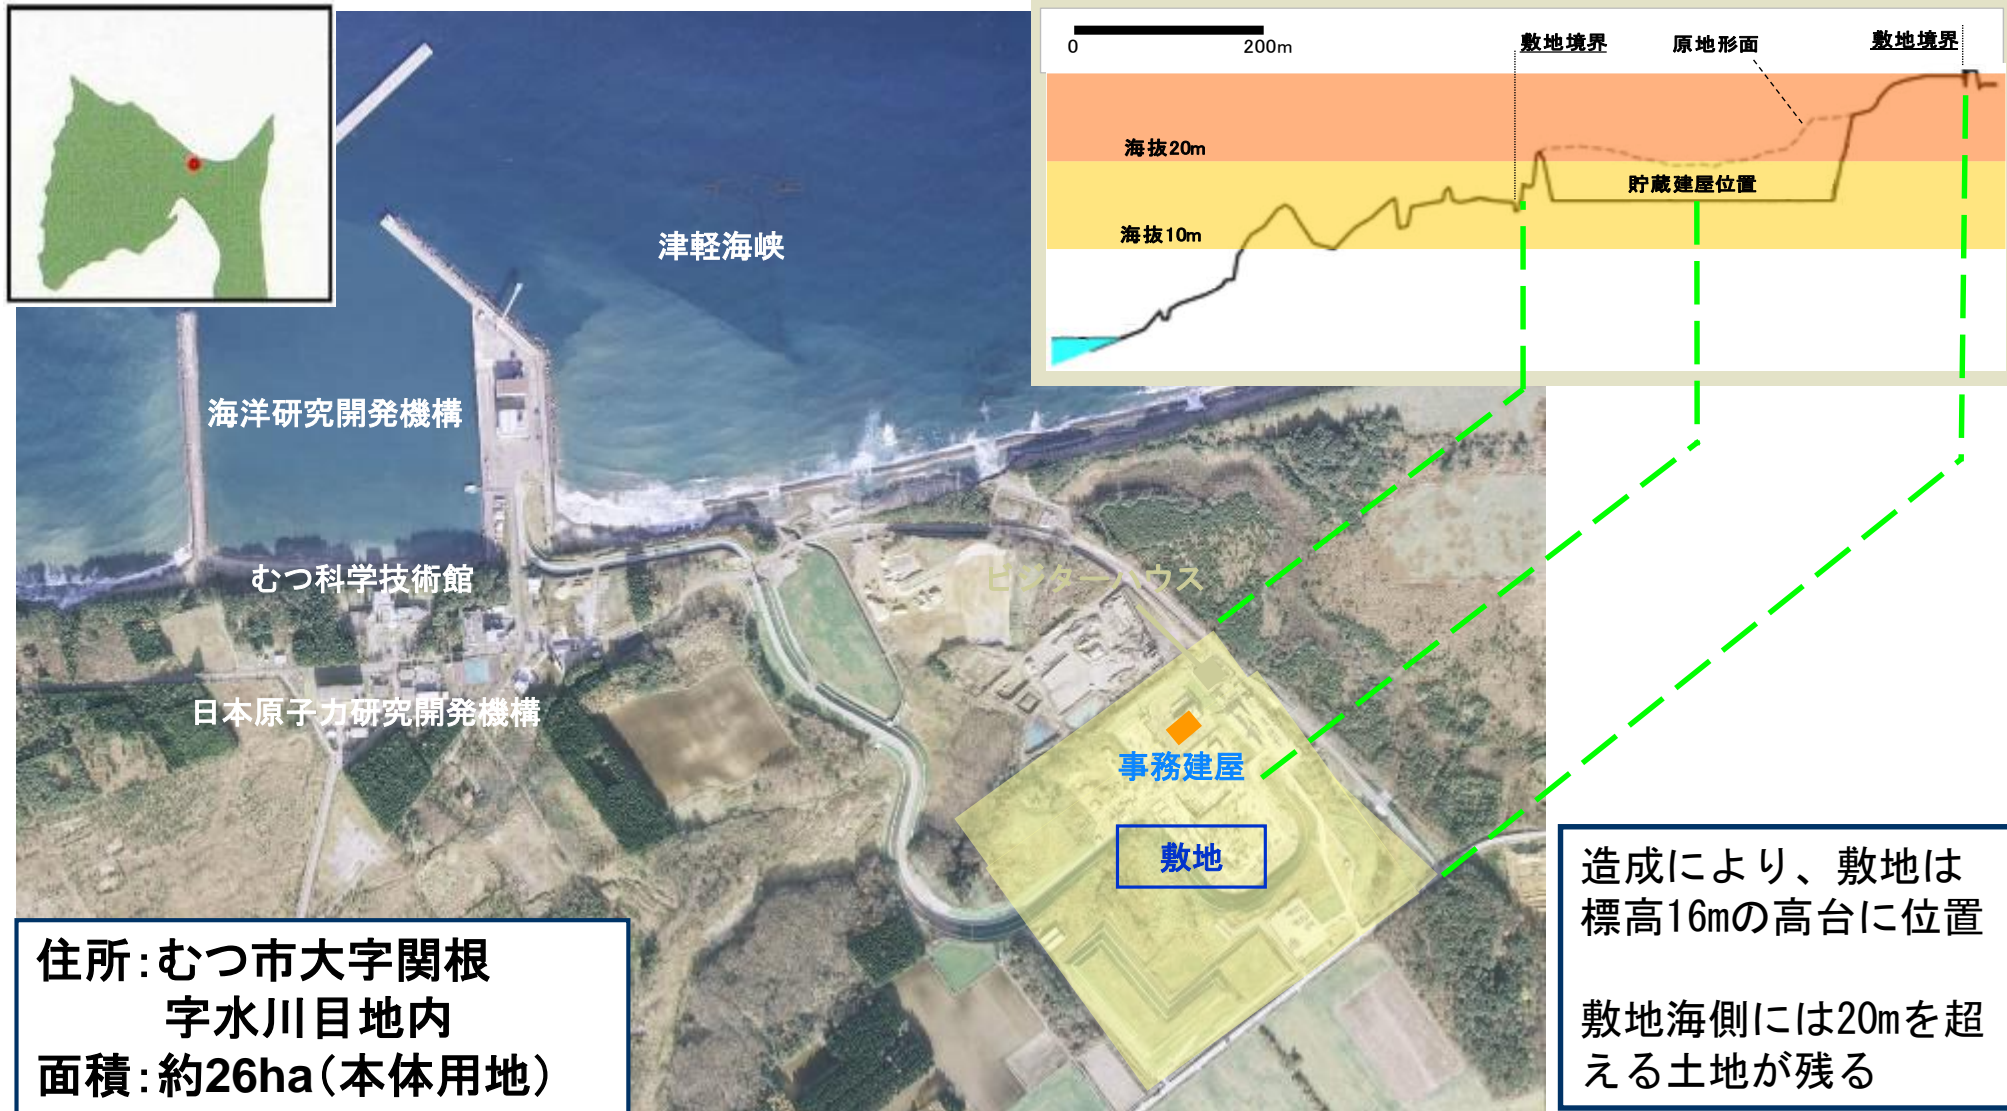 0
200m
敷地境界
原地形面
敷地境界
海抜20m
貯蔵建屋位置
海抜10m
津軽海峡
海洋研究開発機構
むつ科学技術館
ビジターハウス
日本原子力研究開発機構
事務建屋
敷地
住所：むつ市大字関根
字水川目地内
面積：約26ha（本体用地）
造成により、敷地は
標高16mの高台に位置
敷地海側には20mを超
える土地が残る